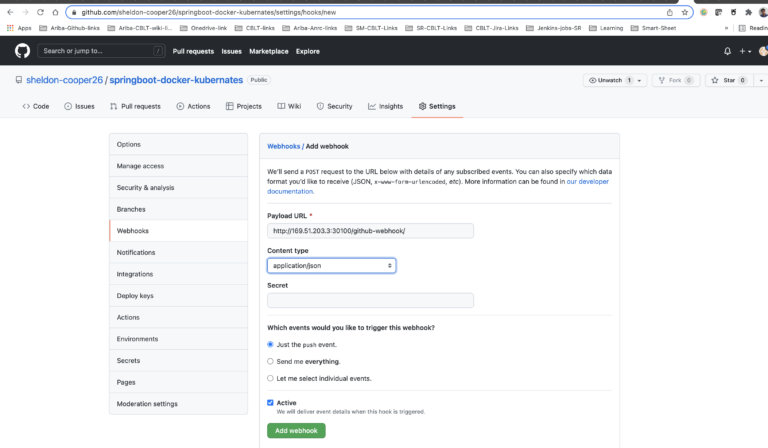 github.com/sheldon-cooper26/springboot-docker-kubernetes/settings/hooks/new
Apps Ariba-Github-links Ariba-CBLT-wiki-li... Onedrive-link CBLT-links Ariba-Anrc-links SM-CBLT-Links SR-CBLT-Links CBLT-Jira-Links Jenkins-jobs-SR Learning Smart-Sheet » Readin
Search or jump to... / Pull requests Issues Marketplace Explore
sheldon-cooper26 / springboot-docker-kubernetes Public Unwatch 1 Fork 0 Star 0
Code Issues Pull requests Actions Projects Wiki Security Insights Settings
Options
Manage access
Security & analysis
Branches
Webhooks
Notifications
Integrations
Deploy keys
Actions
Environments
Secrets
Pages
Moderation settings
Webhooks / Add webhook
We'll send a POST request to the URL below with details of any subscribed events. You can also specify which data
format you'd like to receive (JSON, x-www-form-urlencoded, etc). More information can be found in our developer
documentation.
Payload URL *
http://169.51.203.3:30100/github-webhook/
Content type
application/json
Secret
Which events would you like to trigger this webhook?
Just the push event.
Send me everything.
Let me select individual events.
Active
We will deliver event details when this hook is triggered.
Add webhook